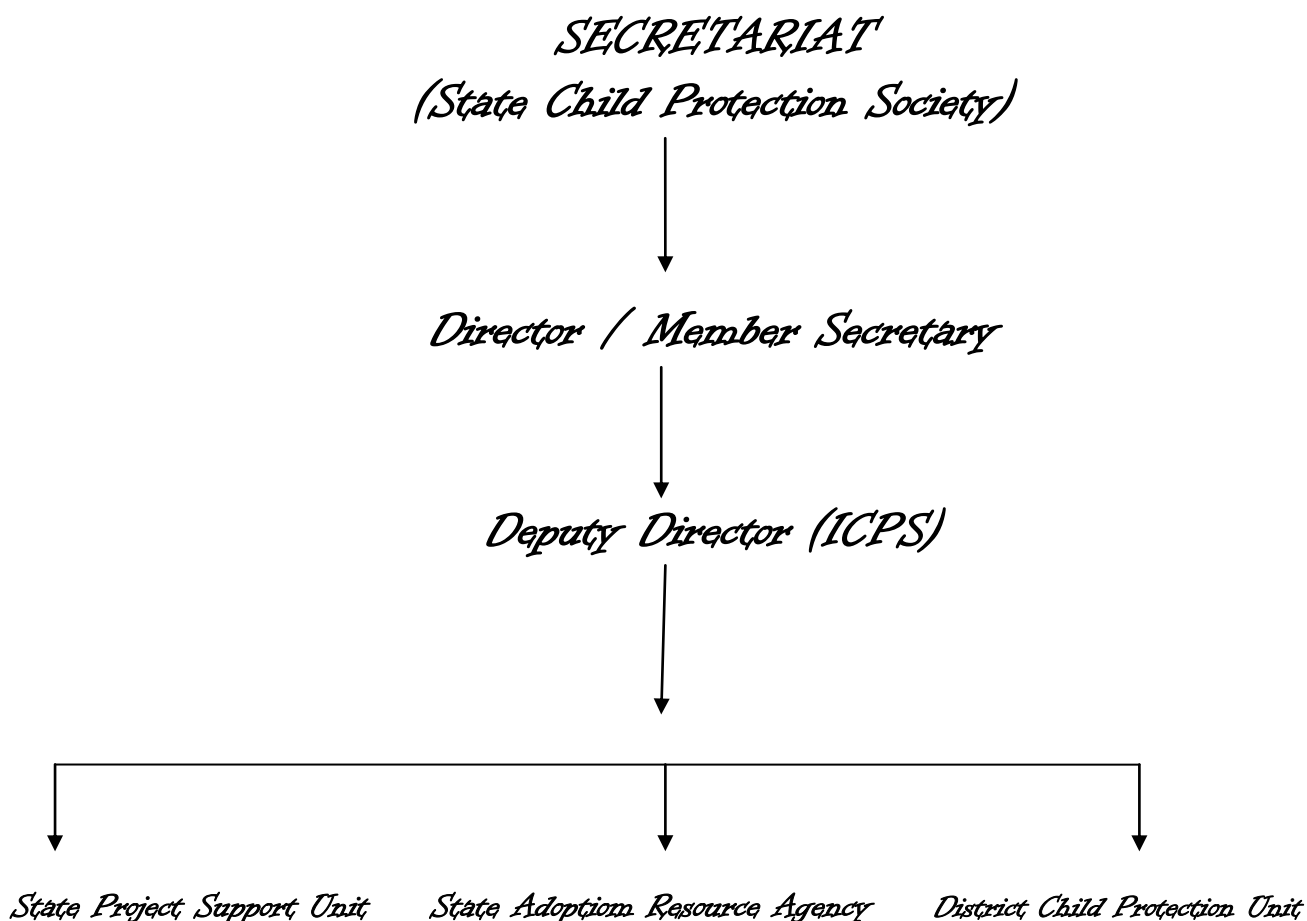 SECRETARIAT
(State Child Protection Society)
Director / Member Secretary
Deputy Director (ICPS)
State Project Support Unit
State Adoptiom Resource Agency
District Child Protection Unit